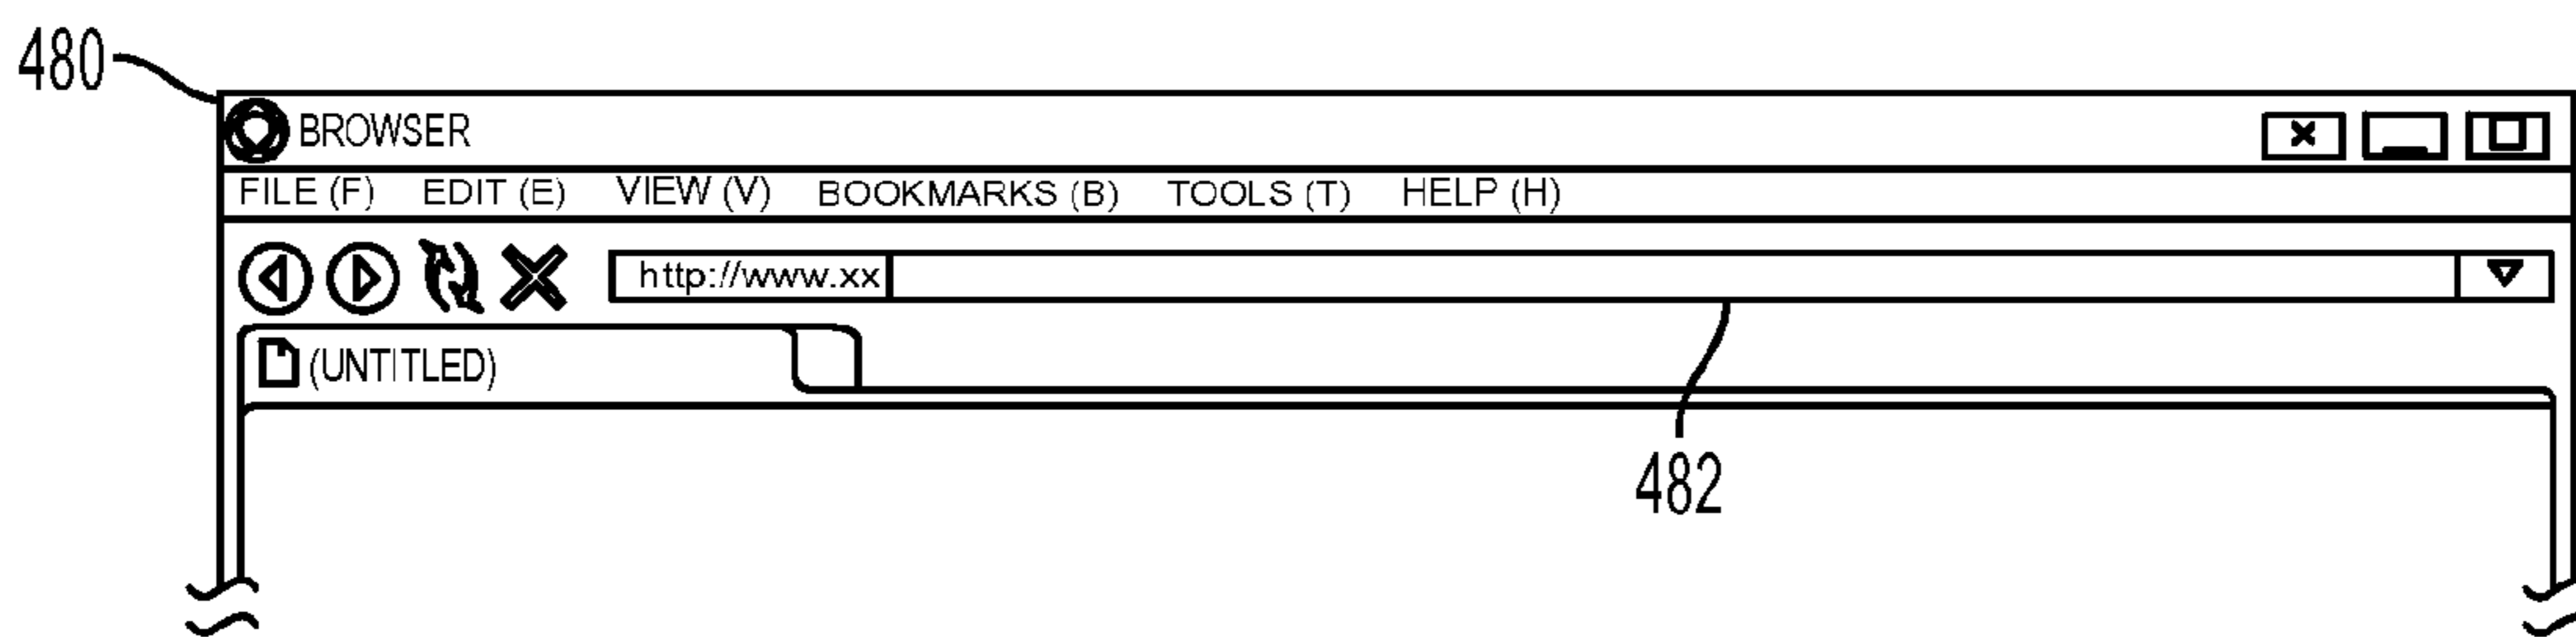 480
BROWSER
FILE (F) EDIT (E) VIEW (V) BOOKMARKS (B) TOOLS (T) HELP (H)
http://www.xx
(UNTITLED)
482